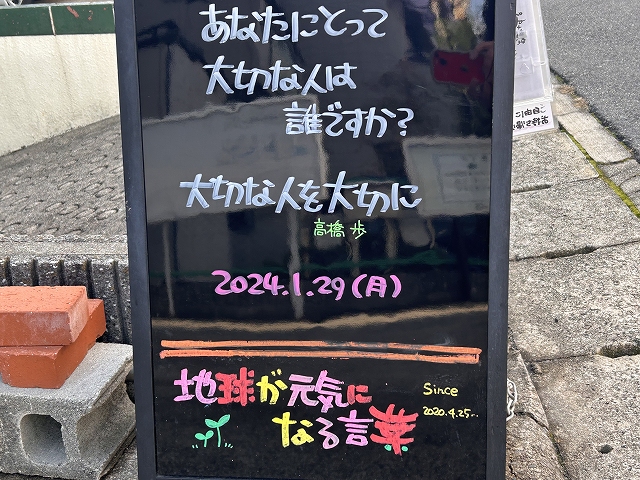 あなたにとって
大切な人は
誰ですか?
大切な人を大切に
高橋 歩
2024.1.29(月)
地球が元気に
なる言葉
Since
2020.4.25...